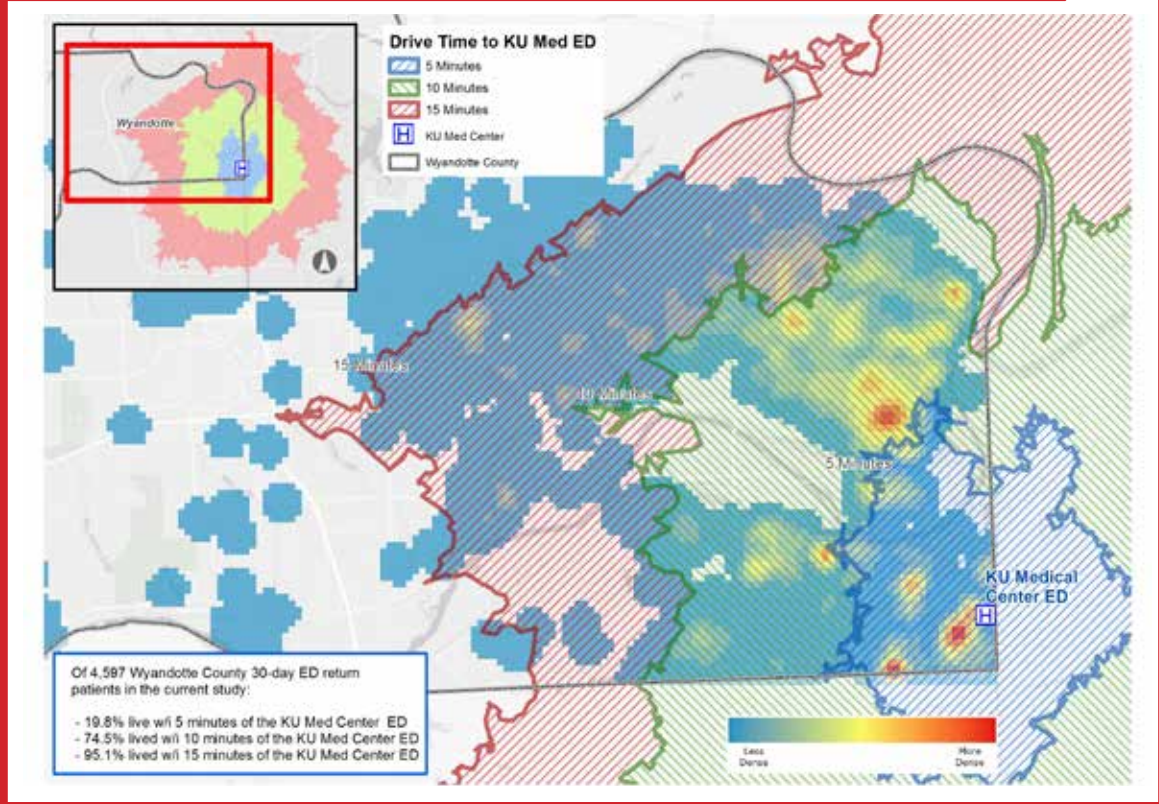 Wyandotte
H
Drive Time to KU Med ED
5 Minutes
10 Minutes
15 Minutes
H KU Med Center
Wyandotte County
15 Minutes
10 Minutes
5 Minutes
KU Medical
Center ED
H
Of 4,597 Wyandotte County 30-day ED return
patients in the current study:
- 19.8% live w/i 5 minutes of the KU Med Center ED
- 74.5% lived w/i 10 minutes of the KU Med Center ED
- 95.1% lived w/i 15 minutes of the KU Med Center ED
Less
Dense
More
Dense